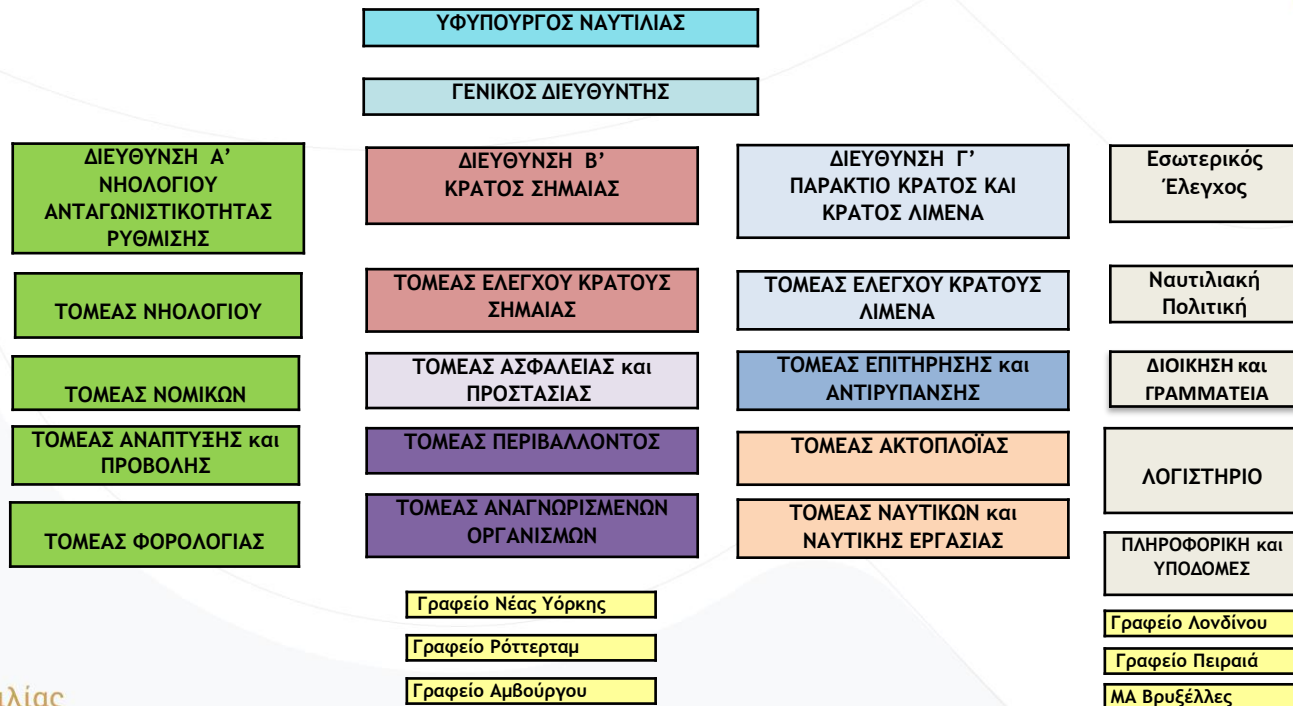 ΥΦΥΠΟΥΡΓΟΣ ΝΑΥΤΙΛΙΑΣ
ΓΕΝΙΚΟΣ ΔΙΕΥΘΥΝΤΗΣ
ΔΙΕΥΘΥΝΣΗ Α’
ΝΗΟΛΟΓΙΟΥ
ΑΝΤΑΓΩΝΙΣΤΙΚΟΤΗΤΑΣ
ΡΥΘΜΙΣΗΣ
ΤΟΜΕΑΣ ΝΗΟΛΟΓΙΟΥ
ΤΟΜΕΑΣ ΝΟΜΙΚΩΝ
ΤΟΜΕΑΣ ΑΝΑΠΤΥΞΗΣ και
ΠΡΟΒΟΛΗΣ
ΤΟΜΕΑΣ ΦΟΡΟΛΟΓΙΑΣ
ΔΙΕΥΘΥΝΣΗ Β’
ΚΡΑΤΟΣ ΣΗΜΑΙΑΣ
ΤΟΜΕΑΣ ΕΛΕΓΧΟΥ ΚΡΑΤΟΥΣ
ΣΗΜΑΙΑΣ
ΤΟΜΕΑΣ ΑΣΦΑΛΕΙΑΣ και
ΠΡΟΣΤΑΣΙΑΣ
ΤΟΜΕΑΣ ΠΕΡΙΒΑΛΛΟΝΤΟΣ
ΤΟΜΕΑΣ ΑΝΑΓΝΩΡΙΣΜΕΝΩΝ
ΟΡΓΑΝΙΣΜΩΝ
Γραφείο Νέας Υόρκης
Γραφείο Ρόττερταμ
Γραφείο Αμβούργου
ΔΙΕΥΘΥΝΣΗ Γ’
ΠΑΡΑΚΤΙΟ ΚΡΑΤΟΣ ΚΑΙ
ΚΡΑΤΟΣ ΛΙΜΕΝΑ
ΤΟΜΕΑΣ ΕΛΕΓΧΟΥ ΚΡΑΤΟΥΣ
ΛΙΜΕΝΑ
ΤΟΜΕΑΣ ΕΠΙΤΗΡΗΣΗΣ και
ΑΝΤΙΡΥΠΑΝΣΗΣ
ΤΟΜΕΑΣ ΑΚΤΟΠΛΟΪΑΣ
ΤΟΜΕΑΣ ΝΑΥΤΙΚΩΝ και
ΝΑΥΤΙΚΗΣ ΕΡΓΑΣΙΑΣ
Εσωτερικός
Έλεγχος
Ναυτιλιακή
Πολιτική
ΔΙΟΙΚΗΣΗ και
ΓΡΑΜΜΑΤΕΙΑ
ΛΟΓΙΣΤΗΡΙΟ
ΠΛΗΡΟΦΟΡΙΚΗ και
ΥΠΟΔΟΜΕΣ
Γραφείο Λονδίνου
Γραφείο Πειραιά
ΜΑ Βρυξέλλες